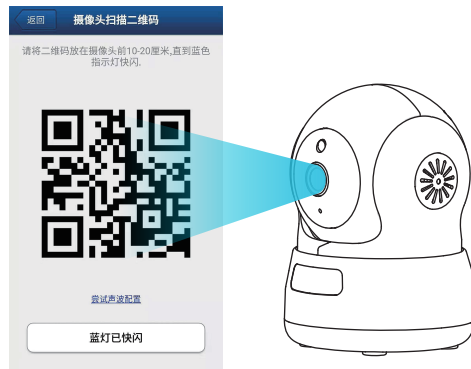 返回
摄像头扫描二维码
请将二维码放在摄像头前10-20厘米,直到蓝色
指示灯快闪.
尝试声波配置
蓝灯已快闪